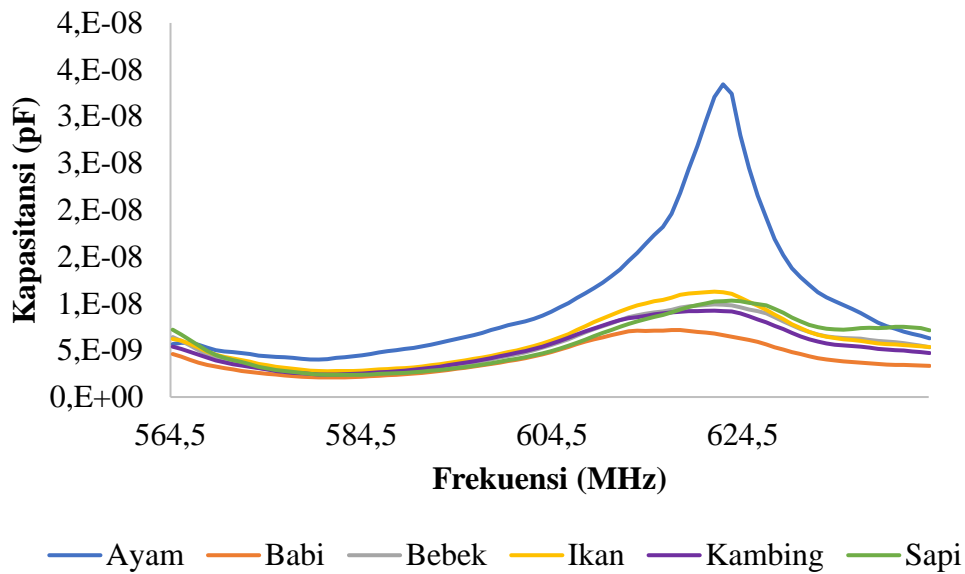 4,E-08
4,E-08
3,E-08
3,E-08
2,E-08
2,E-08
1,E-08
5,E-09
0,E+00
Kapasitansi (pF)
564,5 584,5 604,5 624,5
Frekuensi (MHz)
Ayam Babi Bebek Ikan Kambing Sapi